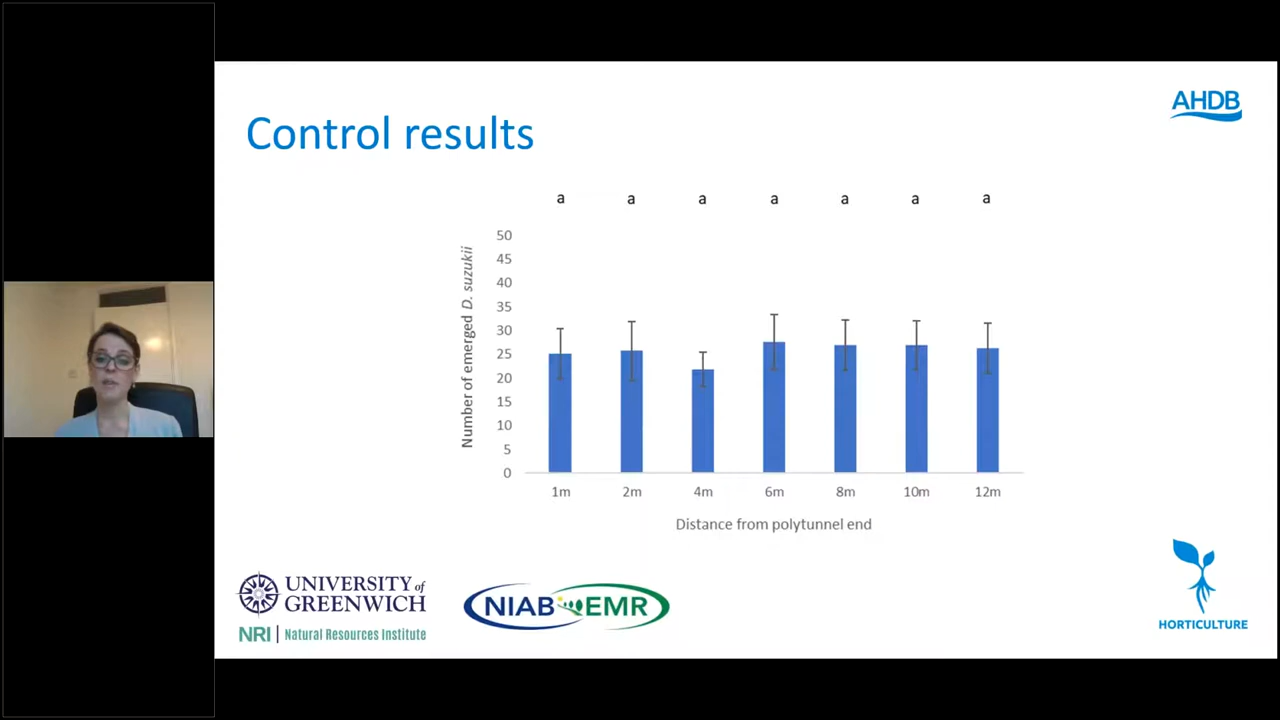 AHDB
Control results
a a a a a a a
50
45
40
35
30
25
20
15
10
5
0
Number of emerged D. suzukii
1m 2m 4m 6m 8m 10m 12m
Distance from polytunnel end
UNIVERSITY of
GREENWICH
NRI | Natural Resources Institute
NIAB EMR
HORTICULTURE